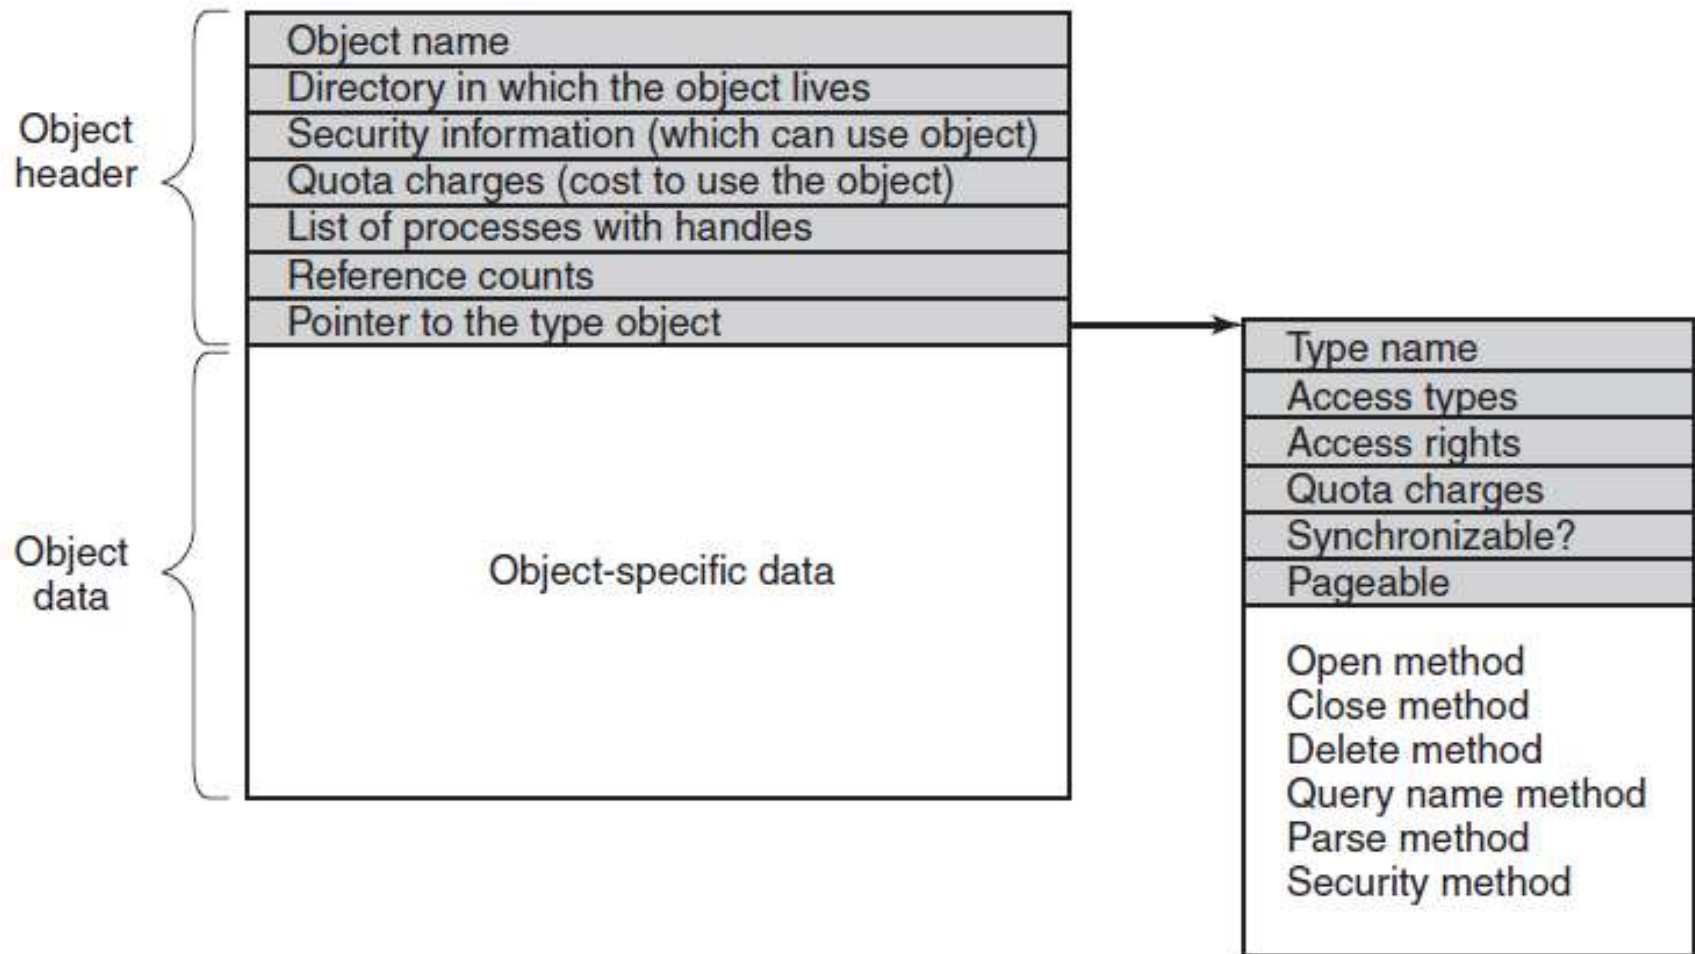 Object
header
Object name
Directory in which the object lives
Security information (which can use object)
Quota charges (cost to use the object)
List of processes with handles
Reference counts
Pointer to the type object
Object
data
Object-specific data
Type name
Access types
Access rights
Quota charges
Synchronizable?
Pageable
Open method
Close method
Delete method
Query name method
Parse method
Security method